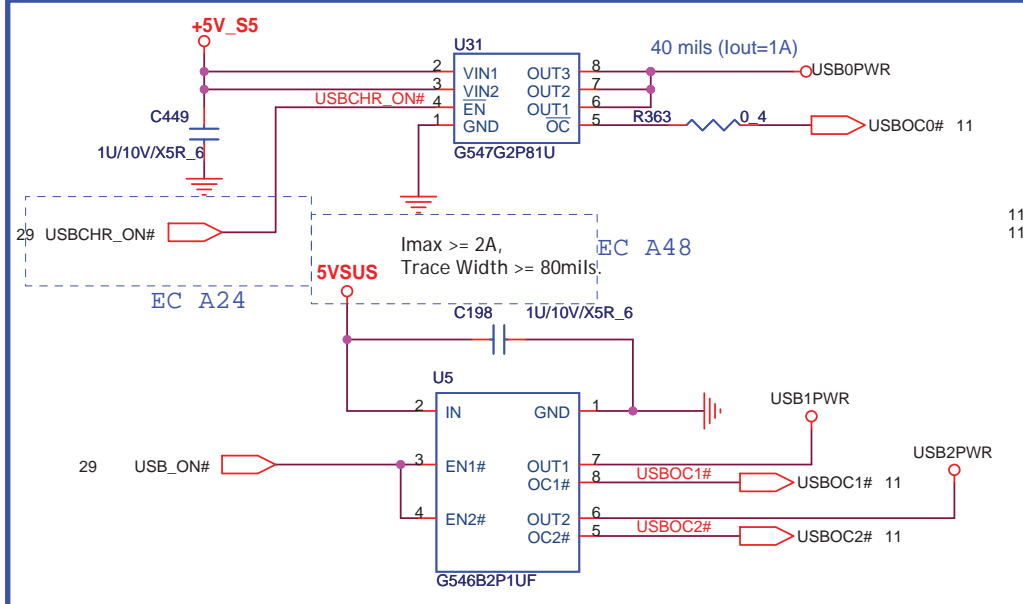 +5V_S5
U31
40 mils (Iout=1A)
2 VIN1 OUT3 8
USB0PWR
3 VIN2 OUT2 7
USBCHR_ON# 4 EN OUT1 6
1 GND OC 5
R363 0_4
USBOC0# 11
C449
1U/10V/X5R_6
G547G2P81U
29 USBCHR_ON#
EC A24
Imax >= 2A,
Trace Width >= 80mils.
EC A48
11
11
5VSUS
C198 1U/10V/X5R_6
U5
2 IN GND 1
USB1PWR
USB2PWR
29 USB_ON#
3 EN1# OUT1 7
OC1# 8 USBOC1# USBOC1# 11
4 EN2# OUT2 6
OC2# 5 USBOC2# USBOC2# 11
G546B2P1UF